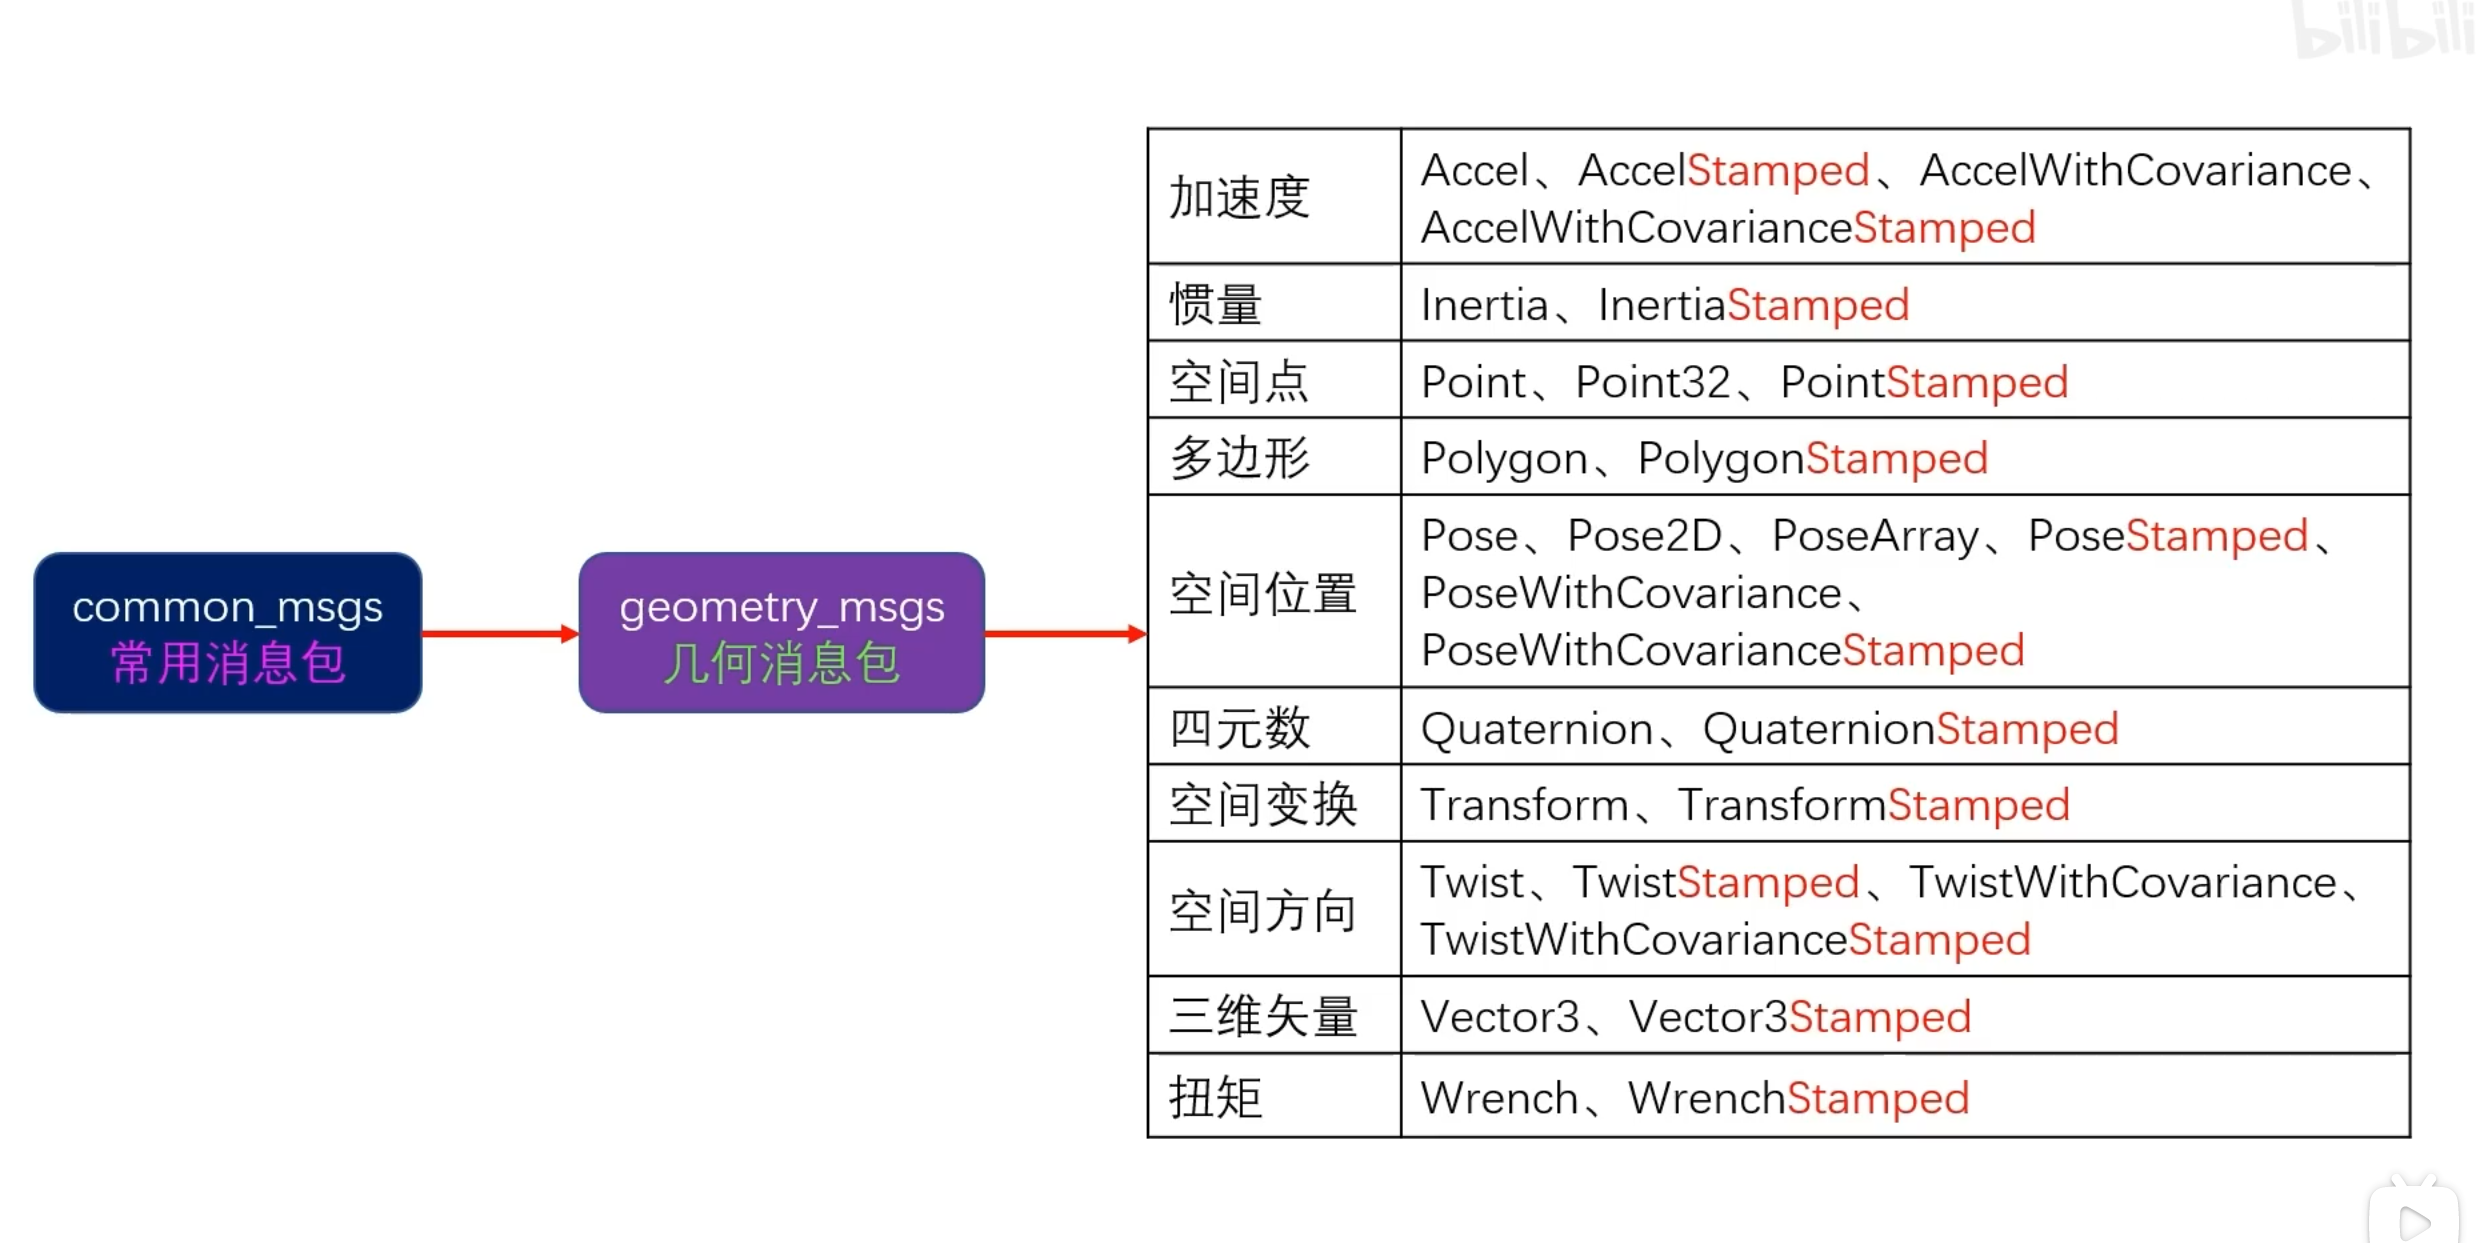 bilibili
common_msgs
常用消息包
geometry_msgs
几何消息包
加速度
Accel、AccelStamped、AccelWithCovariance、
AccelWithCovarianceStamped
惯量
Inertia、InertiaStamped
空间点
Point、Point32、PointStamped
多边形
Polygon、PolygonStamped
空间位置
Pose、Pose2D、PoseArray、PoseStamped、
PoseWithCovariance、
PoseWithCovarianceStamped
四元数
Quaternion、QuaternionStamped
空间变换
Transform、TransformStamped
空间方向
Twist、TwistStamped、TwistWithCovariance、
TwistWithCovarianceStamped
三维矢量
Vector3、Vector3Stamped
扭矩
Wrench、WrenchStamped